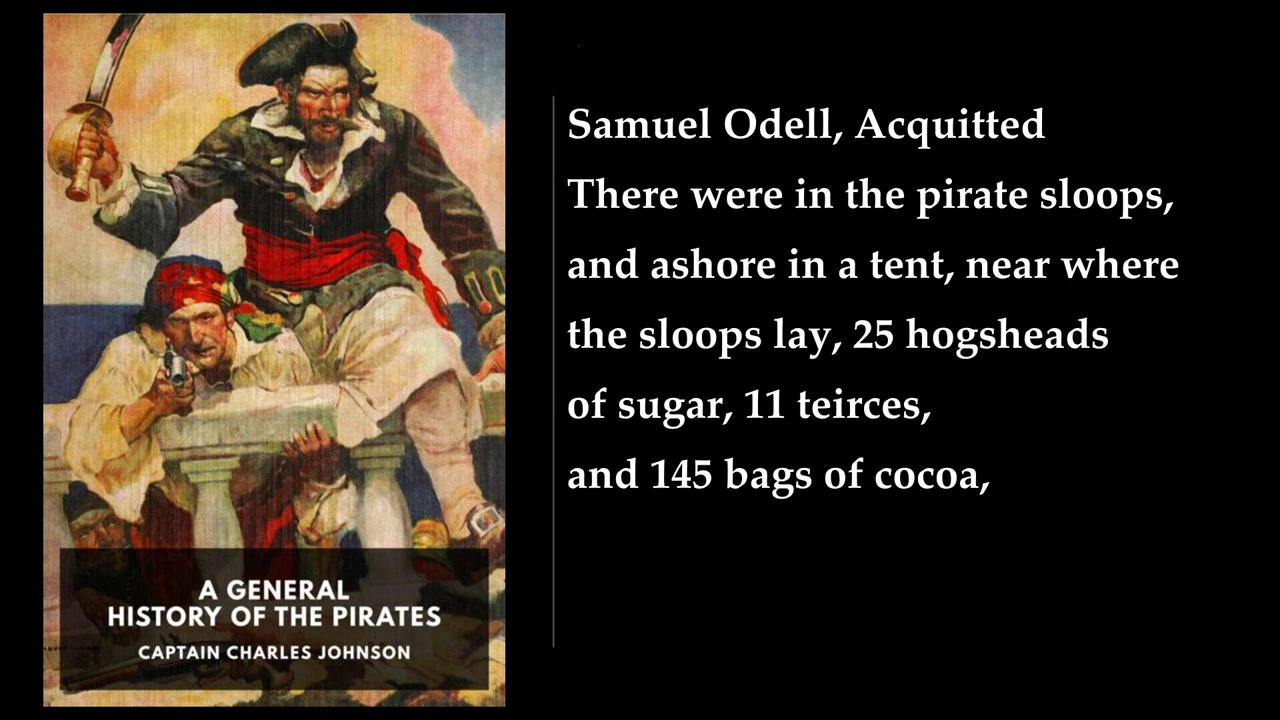 Samuel Odell, Acquitted
There were in the pirate sloops,
and ashore in a tent, near where
the sloops lay, 25 hogsheads
of sugar, 11 teirces,
and 145 bags of cocoa,
A GENERAL
HISTORY OF THE PIRATES
CAPTAIN CHARLES JOHNSON